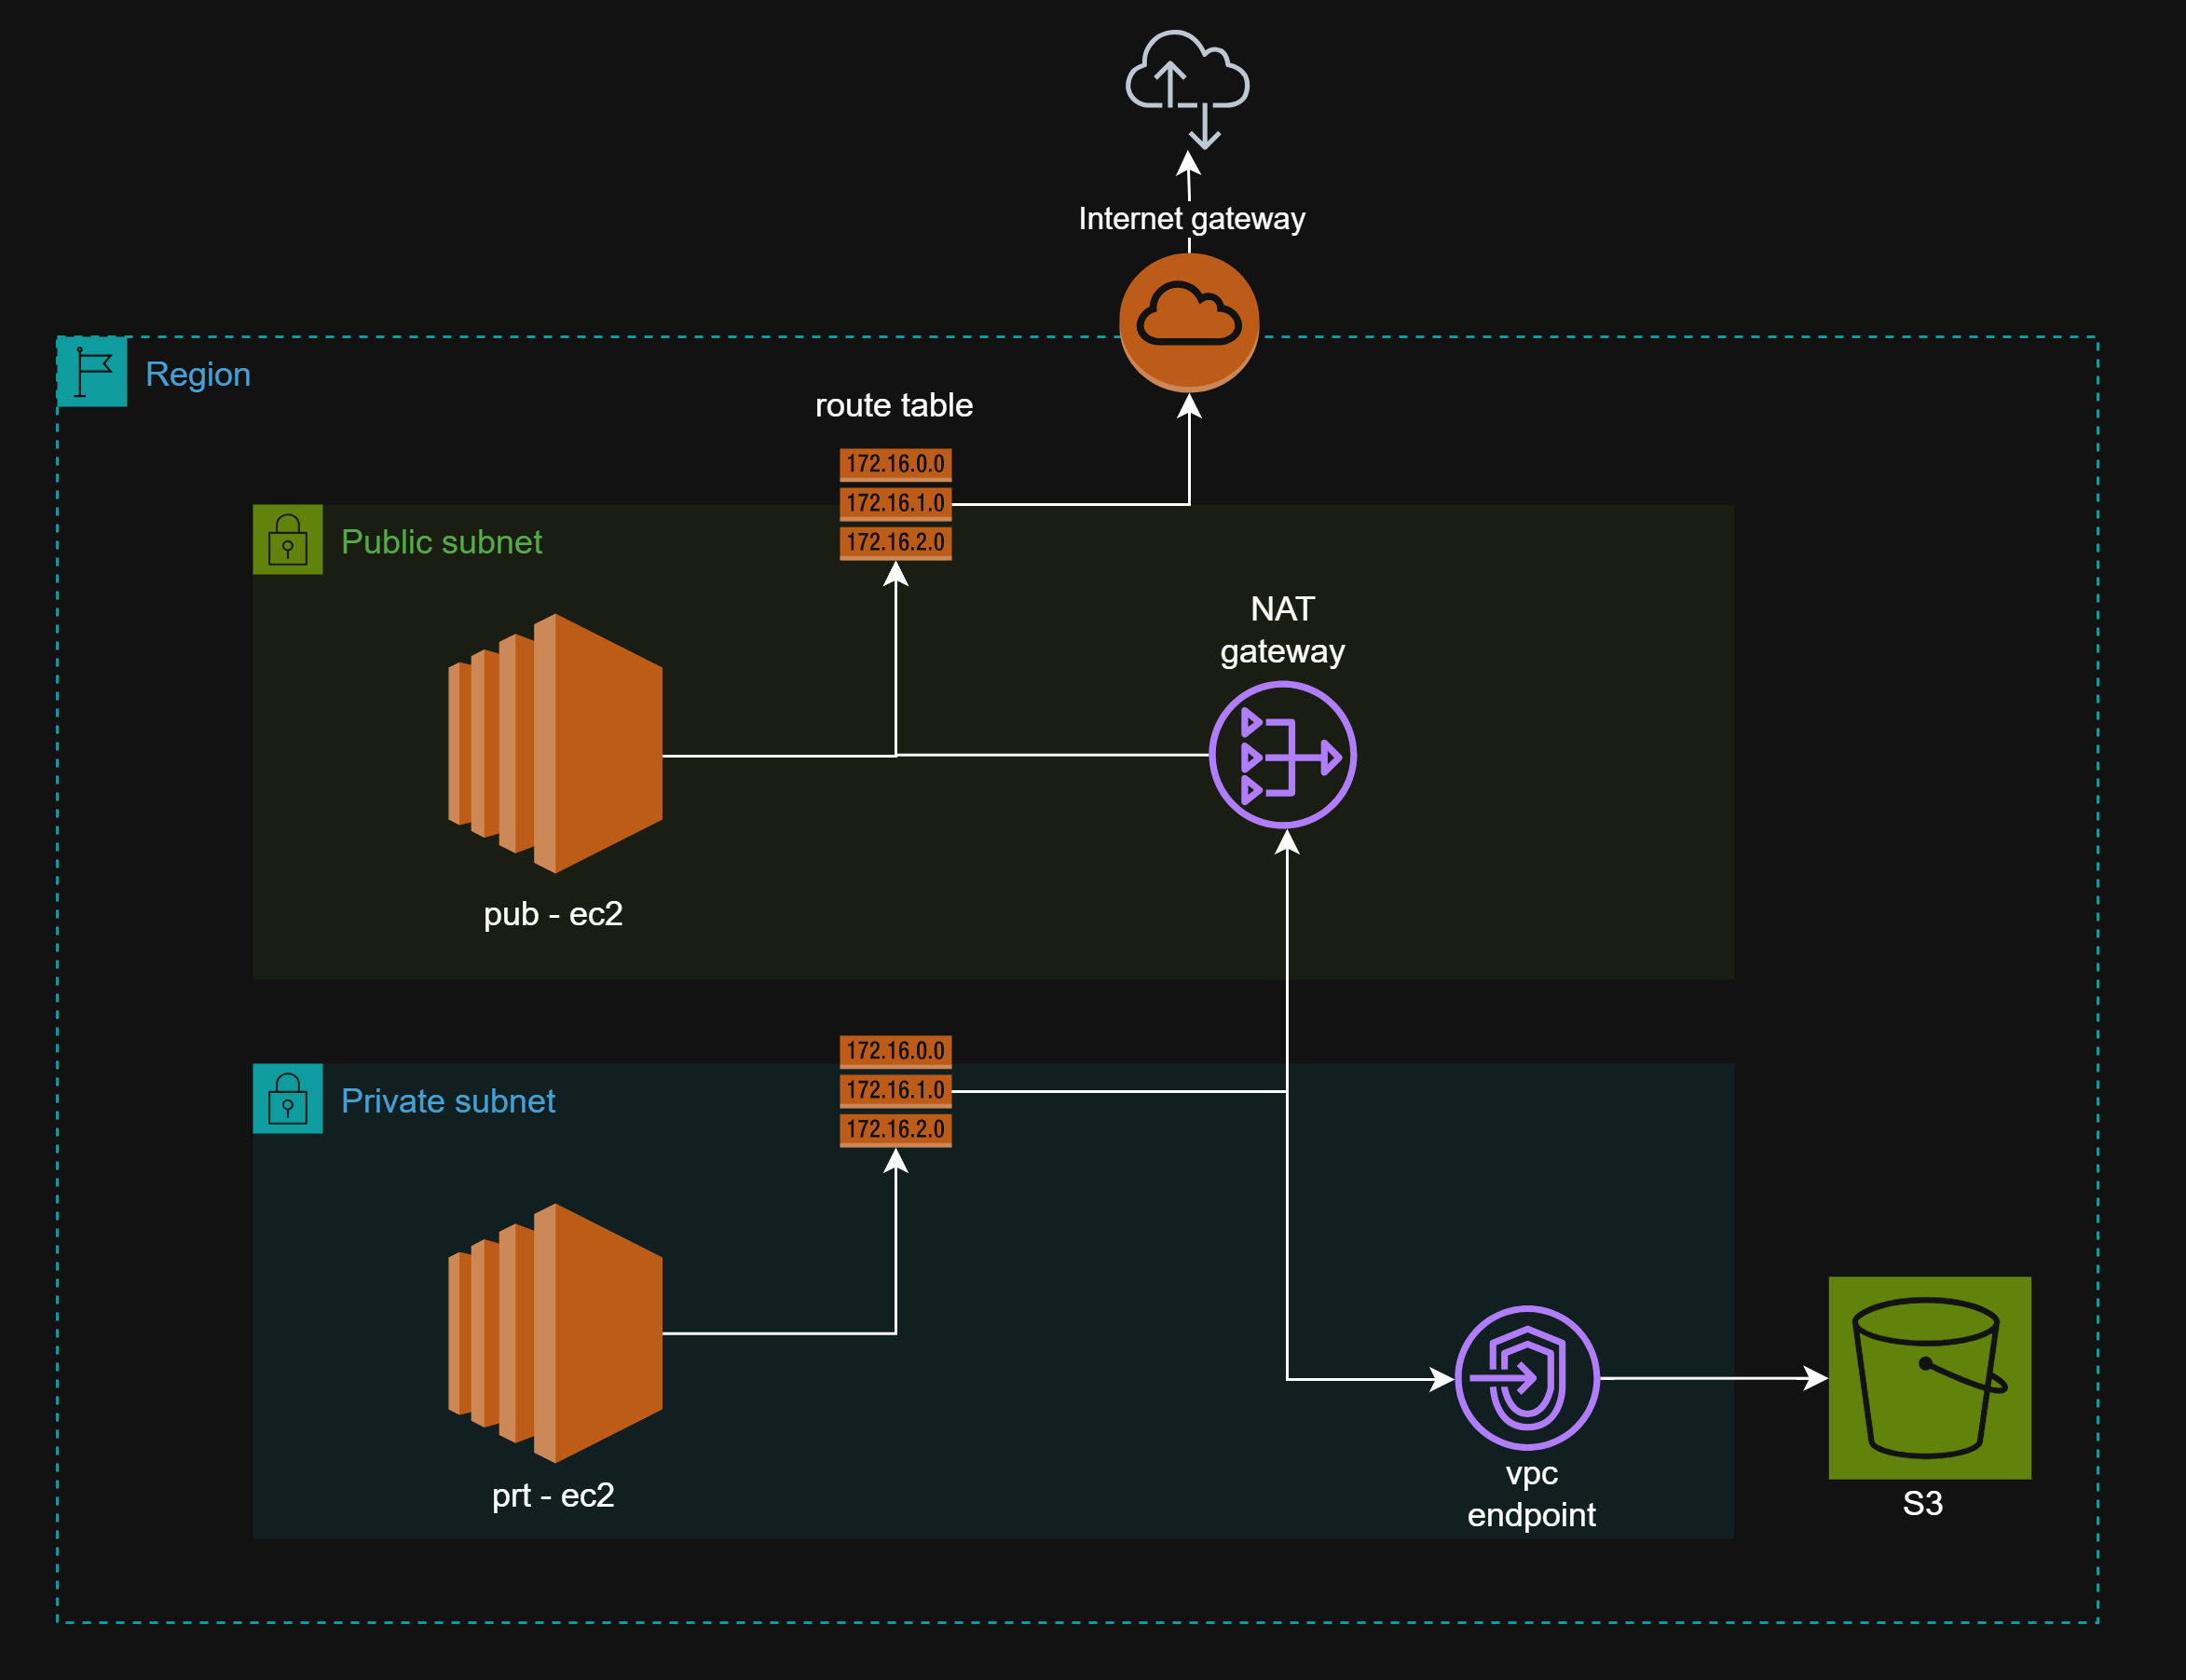 Internet gateway
Region
route table
172.16.0.0
172.16.1.0
172.16.2.0
Public subnet
NAT
gateway
pub - ec2
172.16.0.0
172.16.1.0
172.16.2.0
Private subnet
prt - ec2
vpc
endpoint
S3